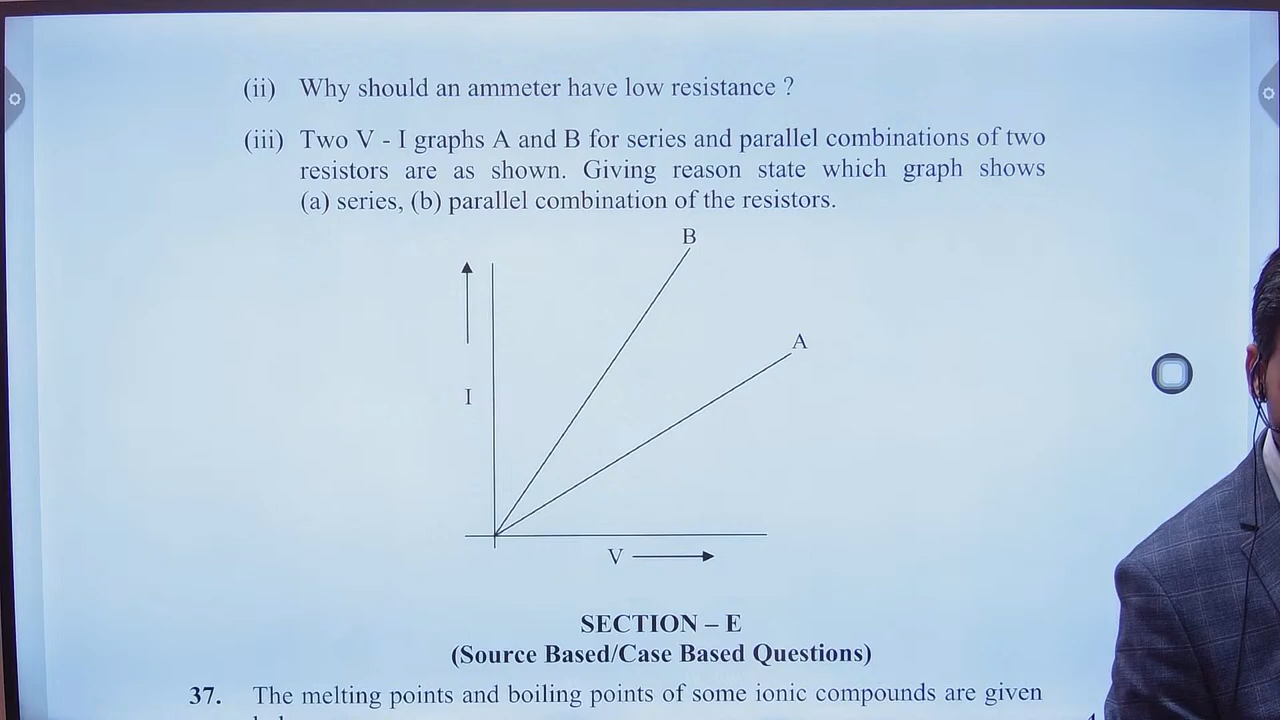 (ii) Why should an ammeter have low resistance ?
(iii) Two V - I graphs A and B for series and parallel combinations of two
resistors are as shown. Giving reason state which graph shows
(a) series, (b) parallel combination of the resistors.
B
A
I
V
SECTION – E
(Source Based/Case Based Questions)
37. The melting points and boiling points of some ionic compounds are given